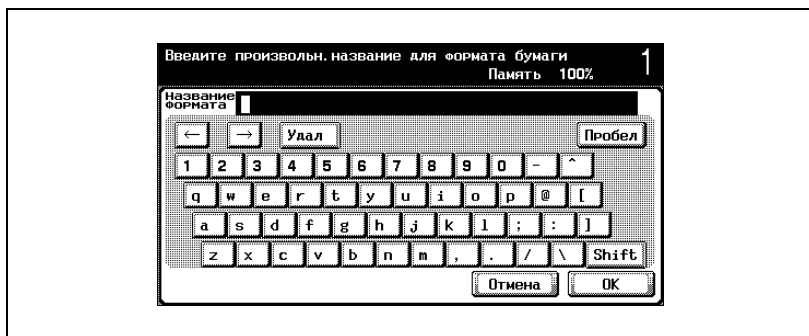 Введите произвольн.название для формата бумаги
Память 100% 1
Название
формата
← → Удал Пробел
1 2 3 4 5 6 7 8 9 0 - ^
q w e r t y u i o p @ [
a s d f g h j k l ; : ]
z x c v b n m , . / \ Shift
Отмена OK